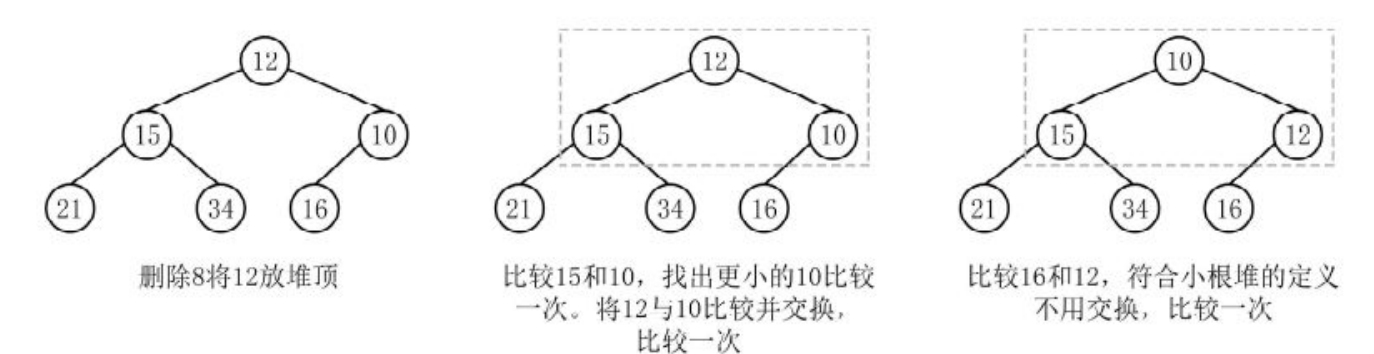 12
15 10
21 34 16
删除8将12放堆顶
12
15 10
21 34 16
比较15和10，找出更小的10比较
一次。将12与10比较并交换，
比较一次
10
15 12
21 34 16
比较16和12，符合小根堆的定义
不用交换，比较一次